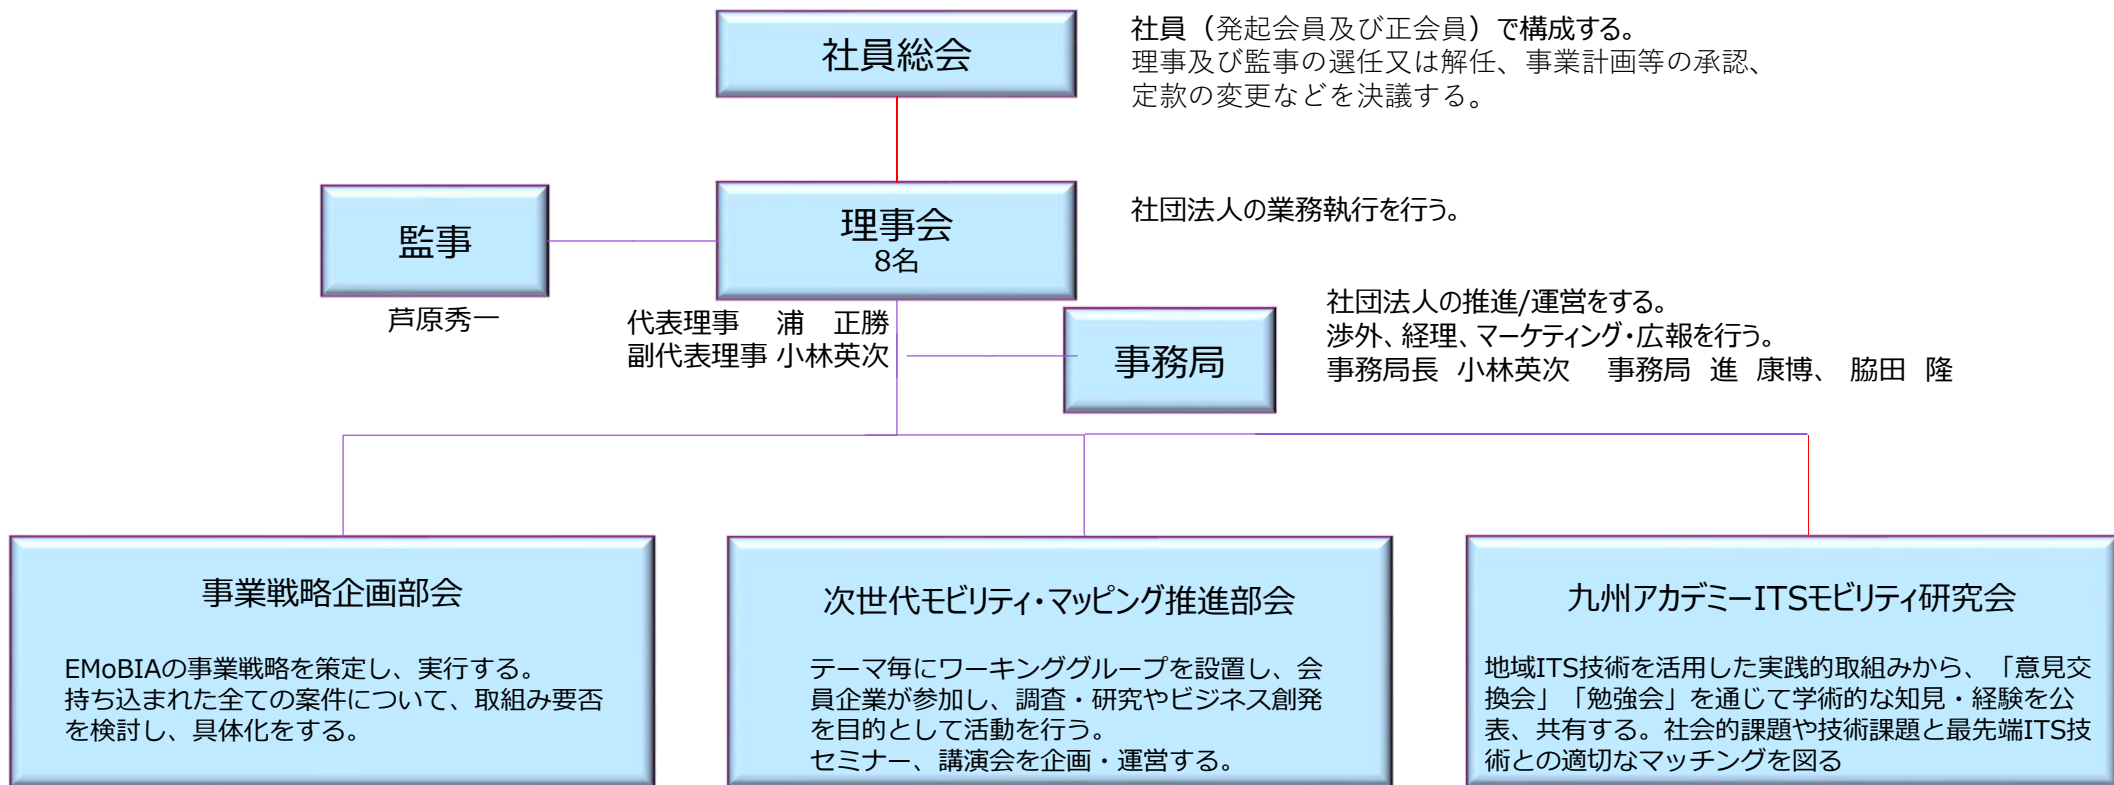 社員総会
社員（発起会員及び正会員）で構成する。
理事及び監事の選任又は解任、事業計画等の承認、
定款の変更などを決議する。
監事
芦原秀一
理事会
8名
社団法人の業務執行を行う。
代表理事　浦　正勝
副代表理事 小林英次
事務局
社団法人の推進/運営をする。
渉外、経理、マーケティング・広報を行う。
事務局長 小林英次　事務局 進 康博、 脇田 隆
事業戦略企画部会
EMoBIAの事業戦略を策定し、実行する。
持ち込まれた全ての案件について、取組み要否
を検討し、具体化をする。
次世代モビリティ・マッピング推進部会
テーマ毎にワーキンググループを設置し、会
員企業が参加し、調査・研究やビジネス創発
を目的として活動を行う。
セミナー、講演会を企画・運営する。
九州アカデミーITSモビリティ研究会
地域ITS技術を活用した実践的取組みから、「意見交
換会」「勉強会」を通じて学術的な知見・経験を公
表、共有する。社会的課題や技術課題と最先端ITS技
術との適切なマッチングを図る